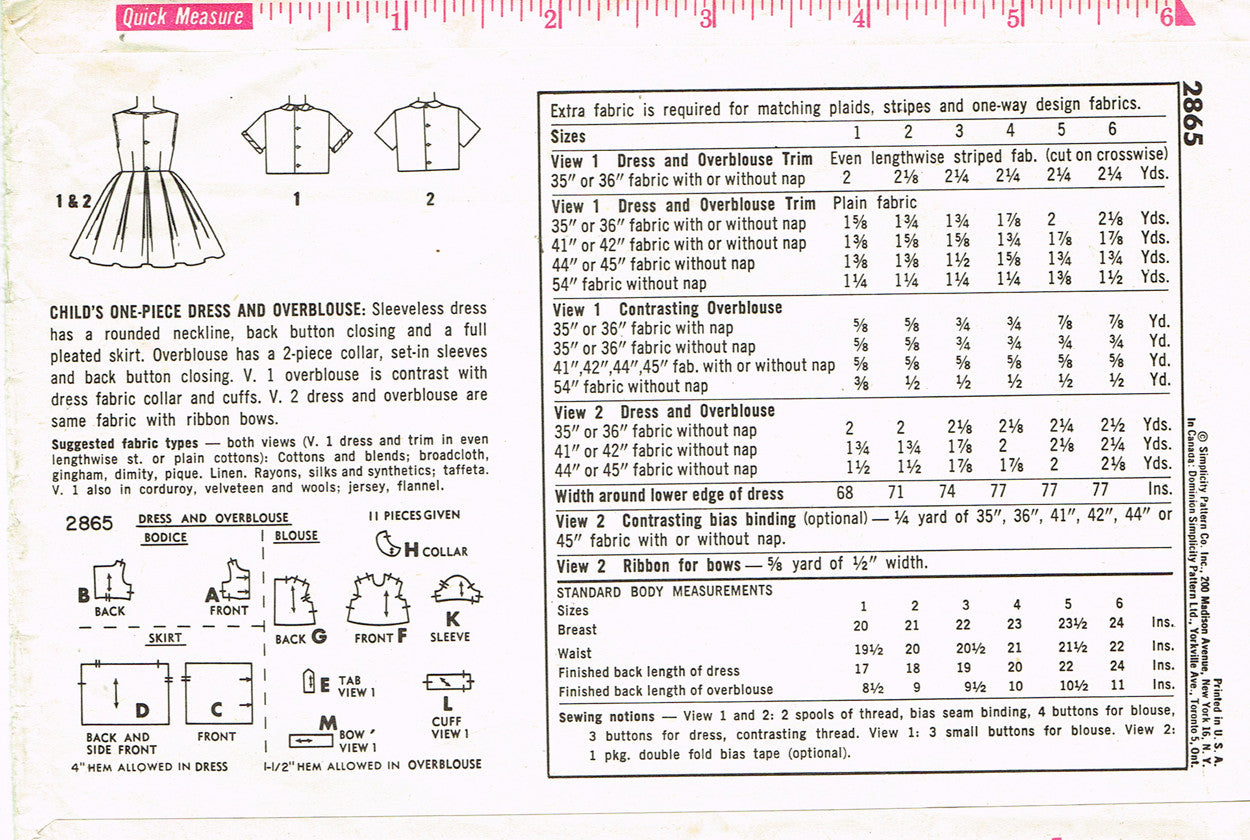 Quick Measure 1 2 3 4 5 6
1 & 2
1
2
CHILD'S ONE-PIECE DRESS AND OVERBLOUSE: Sleeveless dress
has a rounded neckline, back button closing and a full
pleated skirt. Overblouse has a 2-piece collar, set-in sleeves
and back button closing. V. 1 overblouse is contrast with
dress fabric collar and cuffs. V. 2 dress and overblouse are
same fabric with ribbon bows.
Suggested fabric types — both views (V. 1 dress and trim in even
lengthwise st. or plain cottons): Cottons and blends; broadcloth,
gingham, dimity, pique. Linen. Rayons, silks and synthetics; taffeta.
V. 1 also in corduroy, velveteen and wools; jersey, flannel.
2865 DRESS AND OVERBLOUSE 11 PIECES GIVEN
BODICE
BLOUSE
H COLLAR
B
BACK
A
FRONT
BACK G
FRONT F
K
SLEEVE
SKIRT
D
BACK AND
SIDE FRONT
C
FRONT
E TAB
VIEW 1
L
CUFF
VIEW 1
M
BOW
VIEW 1
4" HEM ALLOWED IN DRESS
1-1/2" HEM ALLOWED IN OVERBLOUSE
Extra fabric is required for matching plaids, stripes and one-way design fabrics.
Sizes 1 2 3 4 5 6
View 1 Dress and Overblouse Trim Even lengthwise striped fab. (cut on crosswise)
35" or 36" fabric with or without nap 2 2⅛ 2¼ 2¼ 2¼ 2¼ Yds.
View 1 Dress and Overblouse Trim Plain fabric
35" or 36" fabric with or without nap 1⅝ 1¾ 1¾ 1⅞ 2 2⅛ Yds.
41" or 42" fabric with or without nap 1⅜ 1⅝ 1⅝ 1¾ 1⅞ 1⅞ Yds.
44" or 45" fabric without nap 1⅜ 1⅜ 1½ 1⅝ 1¾ 1¾ Yds.
54" fabric without nap 1¼ 1¼ 1¼ 1¼ 1⅜ 1½ Yds.
View 1 Contrasting Overblouse
35" or 36" fabric with nap ⅝ ⅝ ¾ ¾ ⅞ ⅞ Yd.
35" or 36" fabric without nap ⅝ ⅝ ¾ ¾ ¾ ¾ Yd.
41",42",44",45" fab. with or without nap ⅝ ⅝ ⅝ ⅝ ⅝ ⅝ Yd.
54" fabric without nap ⅜ ½ ½ ½ ½ ½ Yd.
View 2 Dress and Overblouse
35" or 36" fabric without nap 2 2 2⅛ 2⅛ 2¼ 2½ Yds.
41" or 42" fabric without nap 1¾ 1¾ 1⅞ 2 2⅛ 2¼ Yds.
44" or 45" fabric without nap 1½ 1½ 1⅞ 1⅞ 2 2⅛ Yds.
Width around lower edge of dress 68 71 74 77 77 77 Ins.
View 2 Contrasting bias binding (optional) — ¼ yard of 35", 36", 41", 42", 44" or
45" fabric with or without nap.
View 2 Ribbon for bows — ⅝ yard of ½" width.
STANDARD BODY MEASUREMENTS
Sizes 1 2 3 4 5 6
Breast 20 21 22 23 23½ 24 Ins.
Waist 19½ 20 20½ 21 21½ 22 Ins.
Finished back length of dress 17 18 19 20 22 24 Ins.
Finished back length of overblouse 8½ 9 9½ 10 10½ 11 Ins.
Sewing notions — View 1 and 2: 2 spools of thread, bias seam binding, 4 buttons for blouse,
3 buttons for dress, contrasting thread. View 1: 3 small buttons for blouse. View 2:
1 pkg. double fold bias tape (optional).
2865
Printed in U. S. A.
© Simplicity Pattern Co. Inc. 200 Madison Avenue, New York 16, N. Y.
In Canada: Dominion Simplicity Pattern Ltd., Yorkville Ave., Toronto 5, Ont.